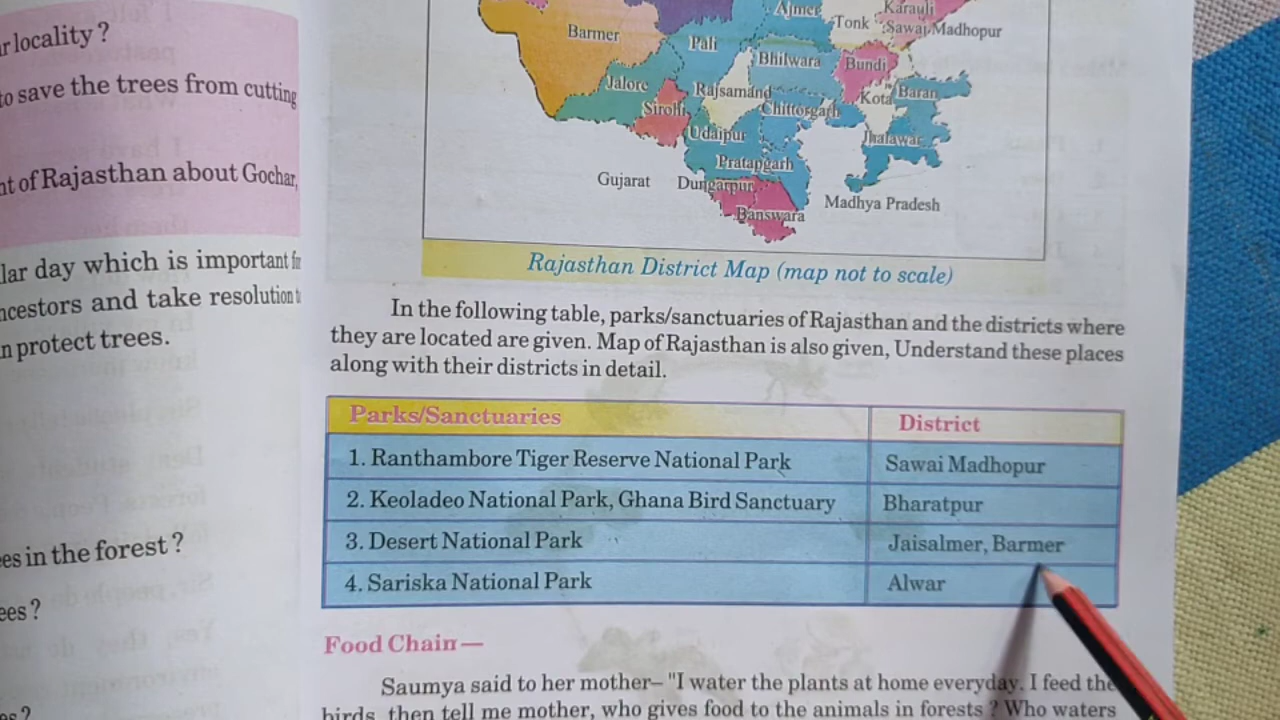 r locality ?
to save the trees from cutting
nt of Rajasthan about Gochar,
lar day which is important
ncestors and take resolution
n protect trees.
es in the forest ?
ees ?
es ?
Ajmer
Karauli
Tonk
Sawai Madhopur
Barmer
Pali
Bhilwara
Bundi
Jalore
Rajsamand
Kota
Baran
Sirohi
Chittorgarh
Udaipur
Jhalawar
Pratapgarh
Gujarat
Dungarpur
Madhya Pradesh
Banswara
Rajasthan District Map (map not to scale)
In the following table, parks/sanctuaries of Rajasthan and the districts where
they are located are given. Map of Rajasthan is also given, Understand these places
along with their districts in detail.
Parks/Sanctuaries District
1. Ranthambore Tiger Reserve National Park Sawai Madhopur
2. Keoladeo National Park, Ghana Bird Sanctuary Bharatpur
3. Desert National Park Jaisalmer, Barmer
4. Sariska National Park Alwar
Food Chain—
Saumya said to her mother– "I water the plants at home everyday. I feed the
birds, then tell me mother, who gives food to the animals in forests ? Who waters